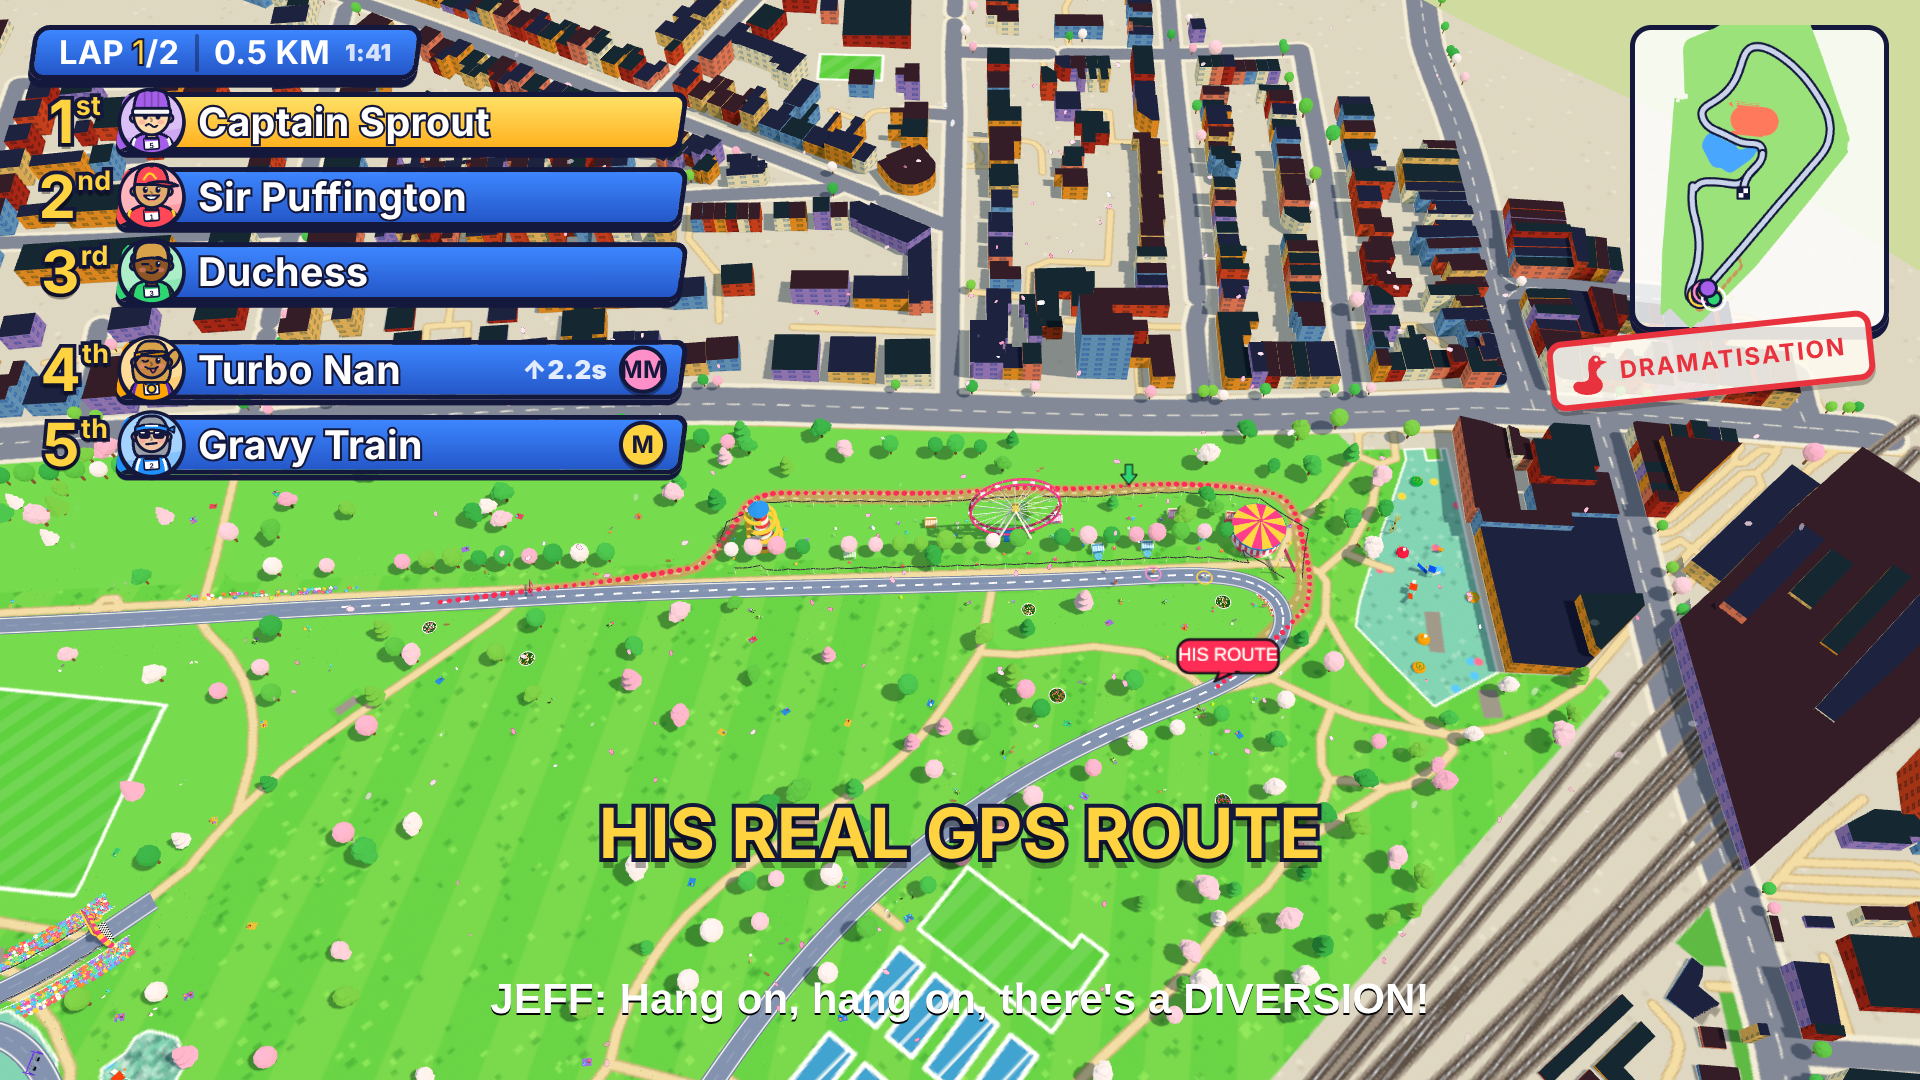 LAP 1/2 0.5 KM 1:41
1st Captain Sprout
2nd Sir Puffington
3rd Duchess
4th Turbo Nan ↑2.2s MM
5th Gravy Train M
DRAMATISATION
HIS ROUTE
HIS REAL GPS ROUTE
JEFF: Hang on, hang on, there's a DIVERSION!